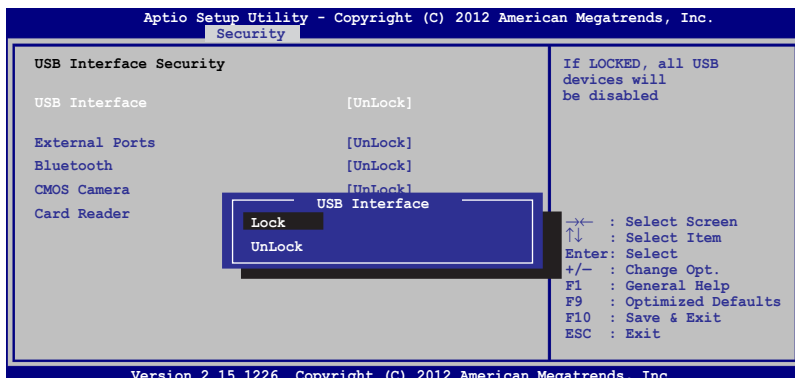 Aptio Setup Utility - Copyright (C) 2012 American Megatrends, Inc.
Security
USB Interface Security
USB Interface [UnLock]
External Ports [UnLock]
Bluetooth [UnLock]
CMOS Camera [UnLock]
Card Reader
USB Interface
Lock
UnLock
If LOCKED, all USB
devices will
be disabled
→← : Select Screen
↑↓ : Select Item
Enter: Select
+/— : Change Opt.
F1 : General Help
F9 : Optimized Defaults
F10 : Save & Exit
ESC : Exit
Version 2.15.1226. Copyright (C) 2012 American Megatrends, Inc.